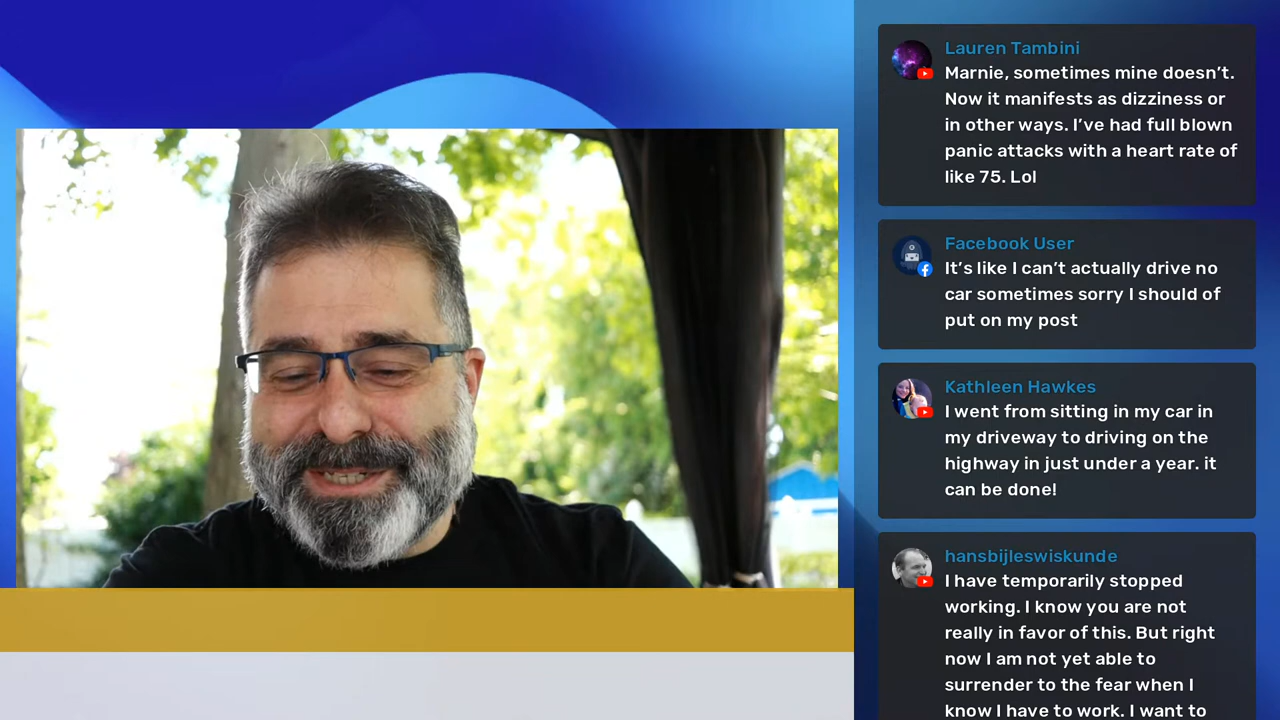 Lauren Tambini
Marnie, sometimes mine doesn’t.
Now it manifests as dizziness or
in other ways. I’ve had full blown
panic attacks with a heart rate of
like 75. Lol
Facebook User
It’s like I can’t actually drive no
car sometimes sorry I should of
put on my post
Kathleen Hawkes
I went from sitting in my car in
my driveway to driving on the
highway in just under a year. it
can be done!
hansbijleswiskunde
I have temporarily stopped
working. I know you are not
really in favor of this. But right
now I am not yet able to
surrender to the fear when I
know I have to work. I want to